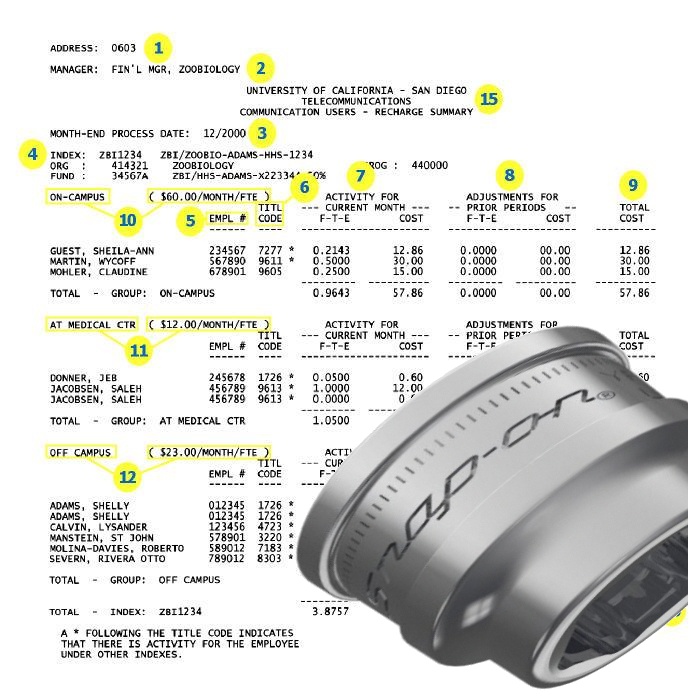 ADDRESS: 0603 1
MANAGER: FIN'L MGR, ZOOBIOLOGY 2
UNIVERSITY OF CALIFORNIA - SAN DIEGO
TELECOMMUNICATIONS 15
COMMUNICATION USERS - RECHARGE SUMMARY
MONTH-END PROCESS DATE: 12/2000 3
4 INDEX: ZBI1234 ZBI/ZOOBIO-ADAMS-HHS-1234
ORG : 414321 ZOOBIOLOGY : 440000
FUND : 34567A ZBI/HHS-ADAMS-X22334
6 7 8 9
ON-CAMPUS ( $60.00/MONTH/FTE ) ACTIVITY FOR ADJUSTMENTS FOR
10 TITL --- CURRENT MONTH --- -- PRIOR PERIODS -- TOTAL
5 EMPL # CODE F-T-E COST F-T-E COST COST
GUEST, SHEILA-ANN 234567 7277 * 0.2143 12.86 0.0000 00.00 12.86
MARTIN, WYCOFF 567890 9611 * 0.5000 30.00 0.0000 00.00 30.00
MOHLER, CLAUDINE 678901 9605 0.2500 15.00 0.0000 00.00 15.00
TOTAL - GROUP: ON-CAMPUS 0.9643 57.86 0.0000 00.00 57.86
AT MEDICAL CTR ( $12.00/MONTH/FTE ) ACTIVITY FOR ADJUSTMENTS FOR
11 TITL --- CURRENT MONTH --- -- PRIOR TOTAL
EMPL # CODE F-T-E COST F-T-E COST
DONNER, JEB 245678 1726 * 0.0500 0.60
JACOBSEN, SALEH 456789 9613 * 1.0000 12.00
JACOBSEN, SALEH 456789 9613 * 0.0000
TOTAL - GROUP: AT MEDICAL CTR 1.0500
OFF CAMPUS ( $23.00/MONTH/FTE )
12 TITL
EMPL # CODE
ADAMS, SHELLY 012345 1726 *
ADAMS, SHELLY 012345 1726 *
CALVIN, LYSANDER 123456 4723 *
MANSTEIN, ST JOHN 578901 3220 *
MOLINA-DAVIES, ROBERTO 589012 7183 *
SEVERN, RIVERA OTTO 789012 8303 *
TOTAL - GROUP: OFF CAMPUS
TOTAL - INDEX: ZBI1234 3.8757
A * FOLLOWING THE TITLE CODE INDICATES
THAT THERE IS ACTIVITY FOR THE EMPLOYEE
UNDER OTHER INDEXES.
snap-on®